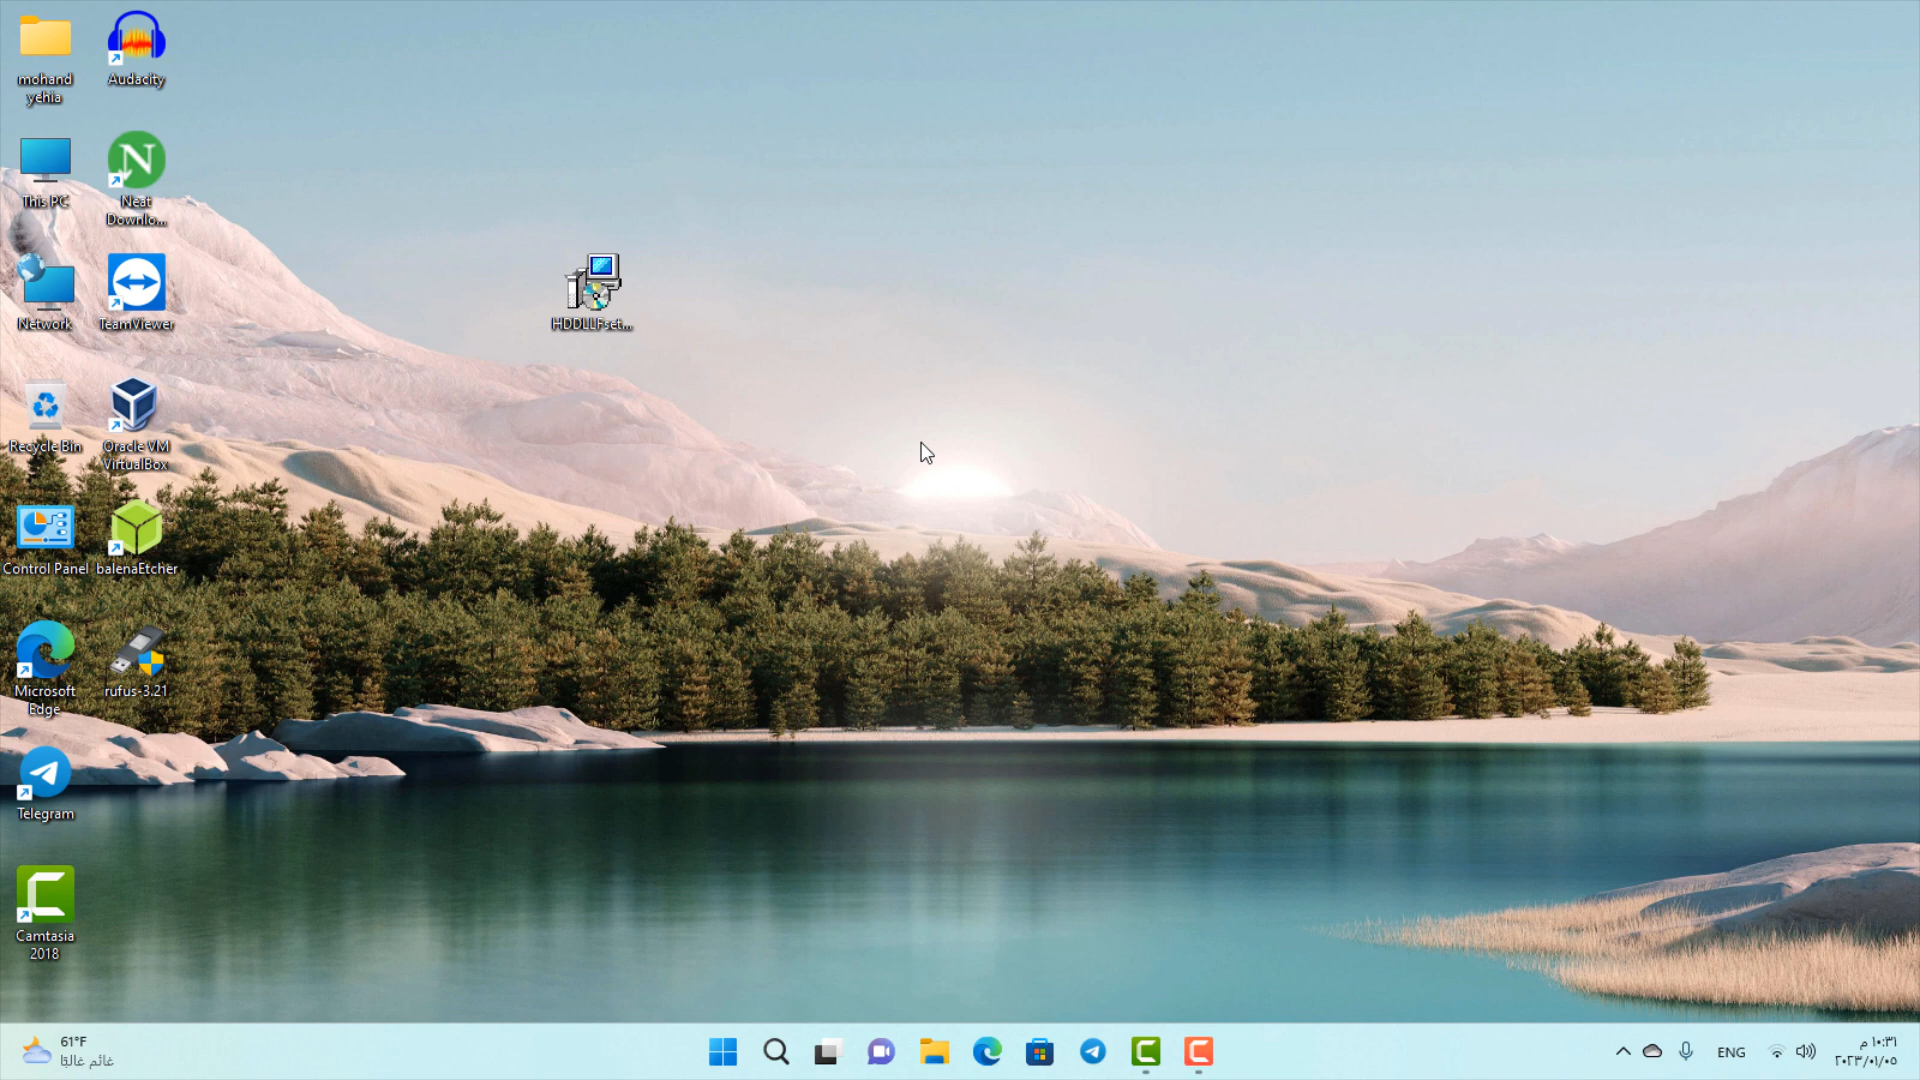 mohand
yehia
Audacity
This PC
Neat
Downlo...
Network
TeamViewer
HDDLLFset...
Recycle Bin
Oracle VM
VirtualBox
Control Panel
balenaEtcher
Microsoft
Edge
rufus-3.21
Telegram
Camtasia
2018
61°F
غائم غالبًا
ENG
١٠:٣١ م
٢٠٢٣/٠١/٠٥